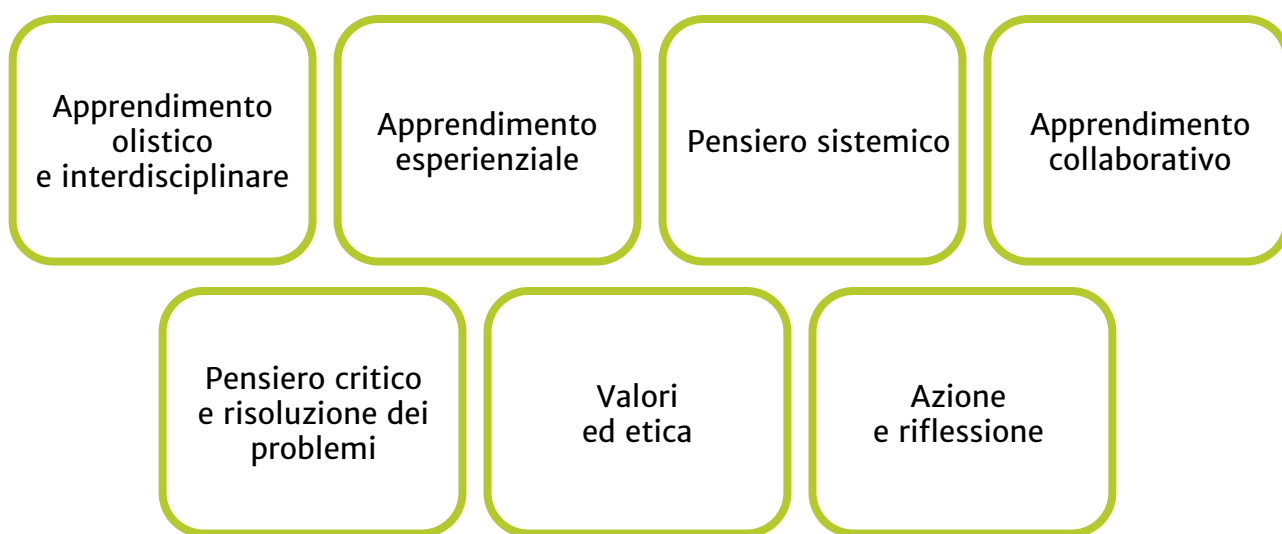 Apprendimento
olistico
e interdisciplinare
Apprendimento
esperienziale
Pensiero sistemico
Apprendimento
collaborativo
Pensiero critico
e risoluzione dei
problemi
Valori
ed etica
Azione
e riflessione